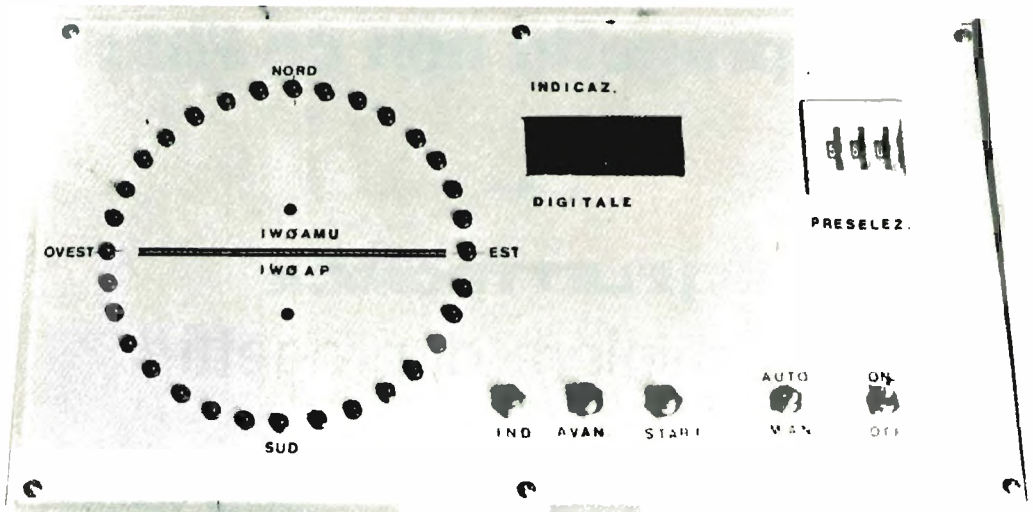 NORD
INDICAZ.
DIGITALE
PRESELEZ.
OVEST
EST
IWØAMU
IWØAP
SUD
IND AVAN. START
AUTO
MAN
ON
OFF